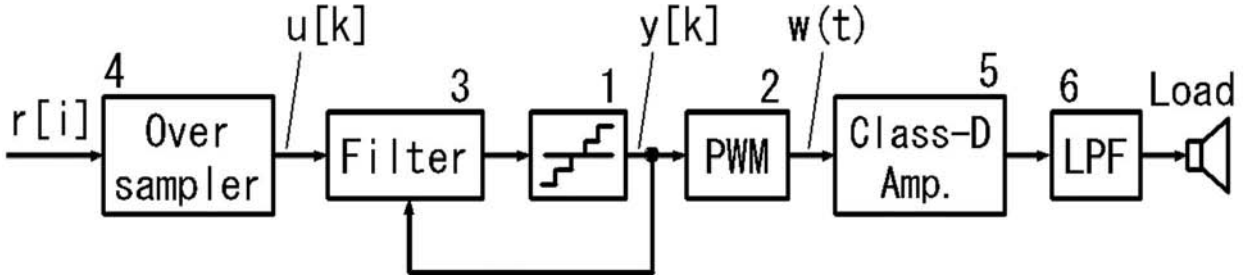 u[k]
y[k]
w(t)
4
3
1
2
5
6
Load
r[i]
Over
sampler
Filter
PWM
Class-D
Amp.
LPF